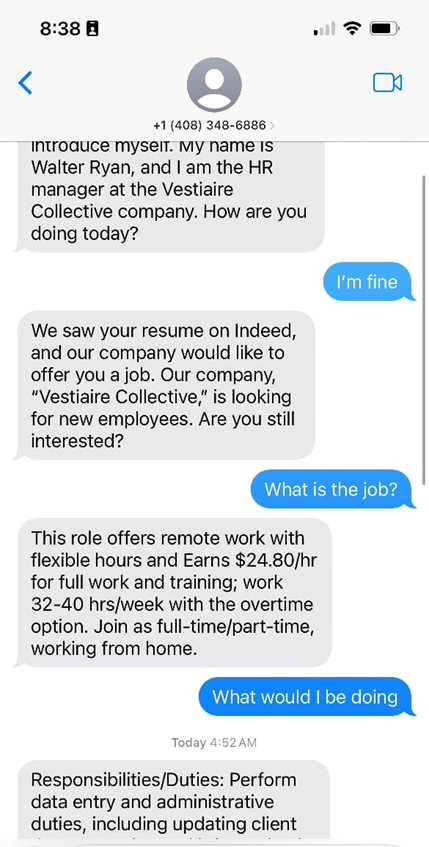 8:38
+1 (408) 348-6886
introduce myself. My name is
Walter Ryan, and I am the HR
manager at the Vestiaire
Collective company. How are you
doing today?
I'm fine
We saw your resume on Indeed,
and our company would like to
offer you a job. Our company,
“Vestiaire Collective,” is looking
for new employees. Are you still
interested?
What is the job?
This role offers remote work with
flexible hours and Earns $24.80/hr
for full work and training; work
32-40 hrs/week with the overtime
option. Join as full-time/part-time,
working from home.
What would I be doing
Today 4:52 AM
Responsibilities/Duties: Perform
data entry and administrative
duties, including updating client